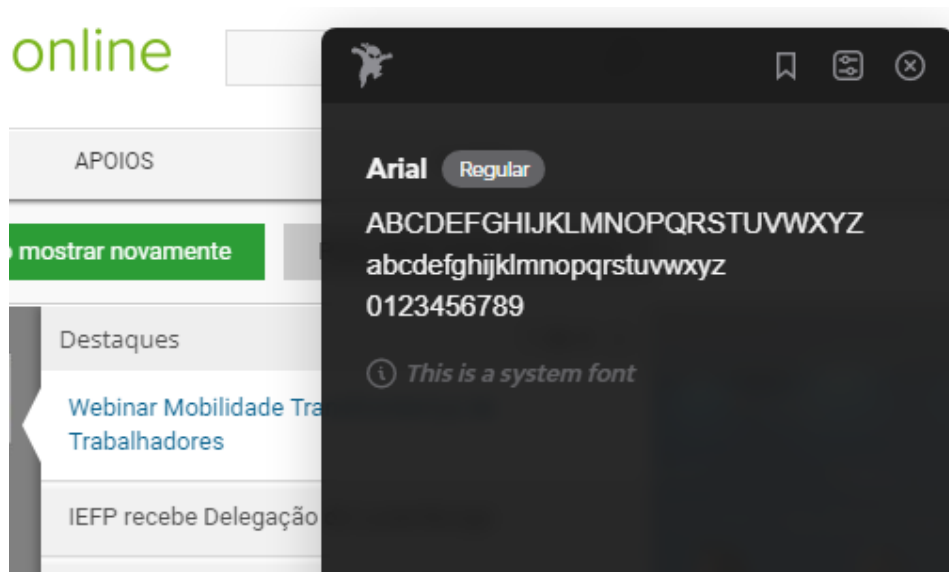 online
APOIOS
mostrar novamente
Destaques
Webinar Mobilidade
Trabalhadores
IEFP recebe Delegação
Arial Regular
ABCDEFGHIJKLMNOPQRSTUVWXYZ
abcdefghijklmnopqrstuvwxyz
0123456789
This is a system font